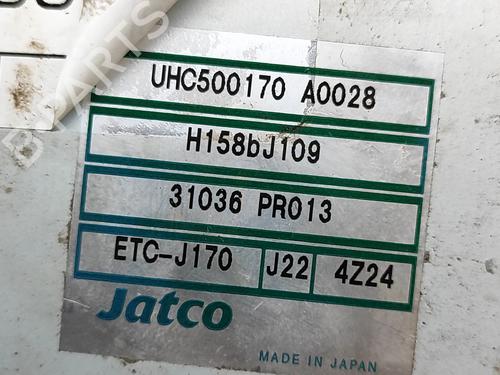 UHC500170 A0028
H158bJ109
31036 PR013
ETC-J170 J22 4Z24
Jatco
MADE IN JAPAN